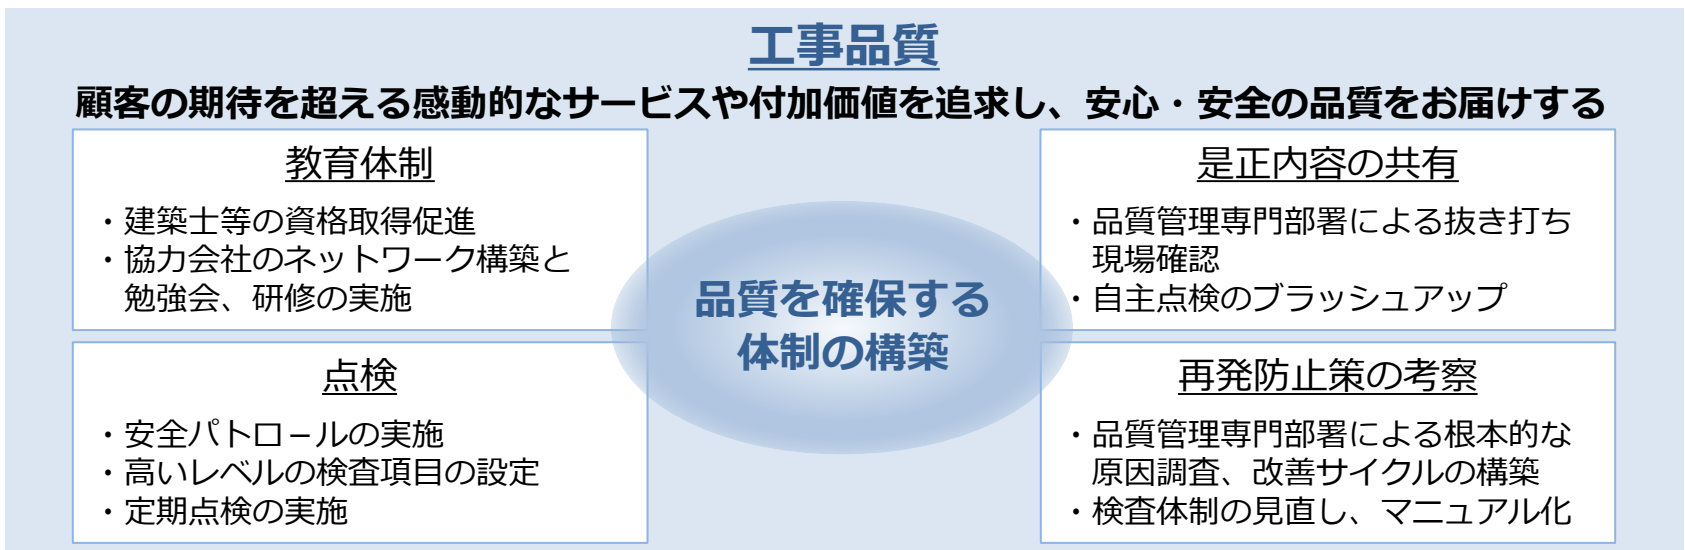 工事品質
顧客の期待を超える感動的なサービスや付加価値を追求し、安心・安全の品質をお届けする
教育体制
・建築士等の資格取得促進
・協力会社のネットワーク構築と
勉強会、研修の実施
是正内容の共有
・品質管理専門部署による抜き打ち
現場確認
・自主点検のブラッシュアップ
品質を確保する
体制の構築
点検
・安全パトロ－ルの実施
・高いレベルの検査項目の設定
・定期点検の実施
再発防止策の考察
・品質管理専門部署による根本的な
原因調査、改善サイクルの構築
・検査体制の見直し、マニュアル化